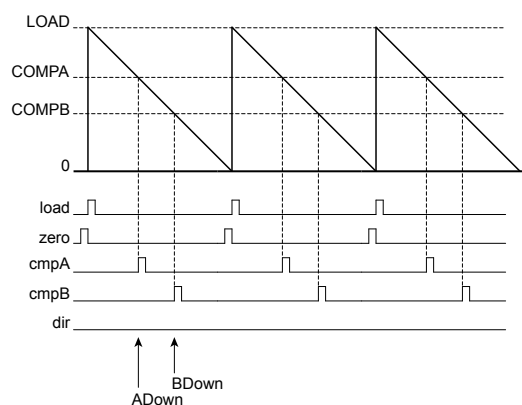 LOAD
COMPA
COMPB
0
load
zero
cmpA
cmpB
dir
BDown
ADown